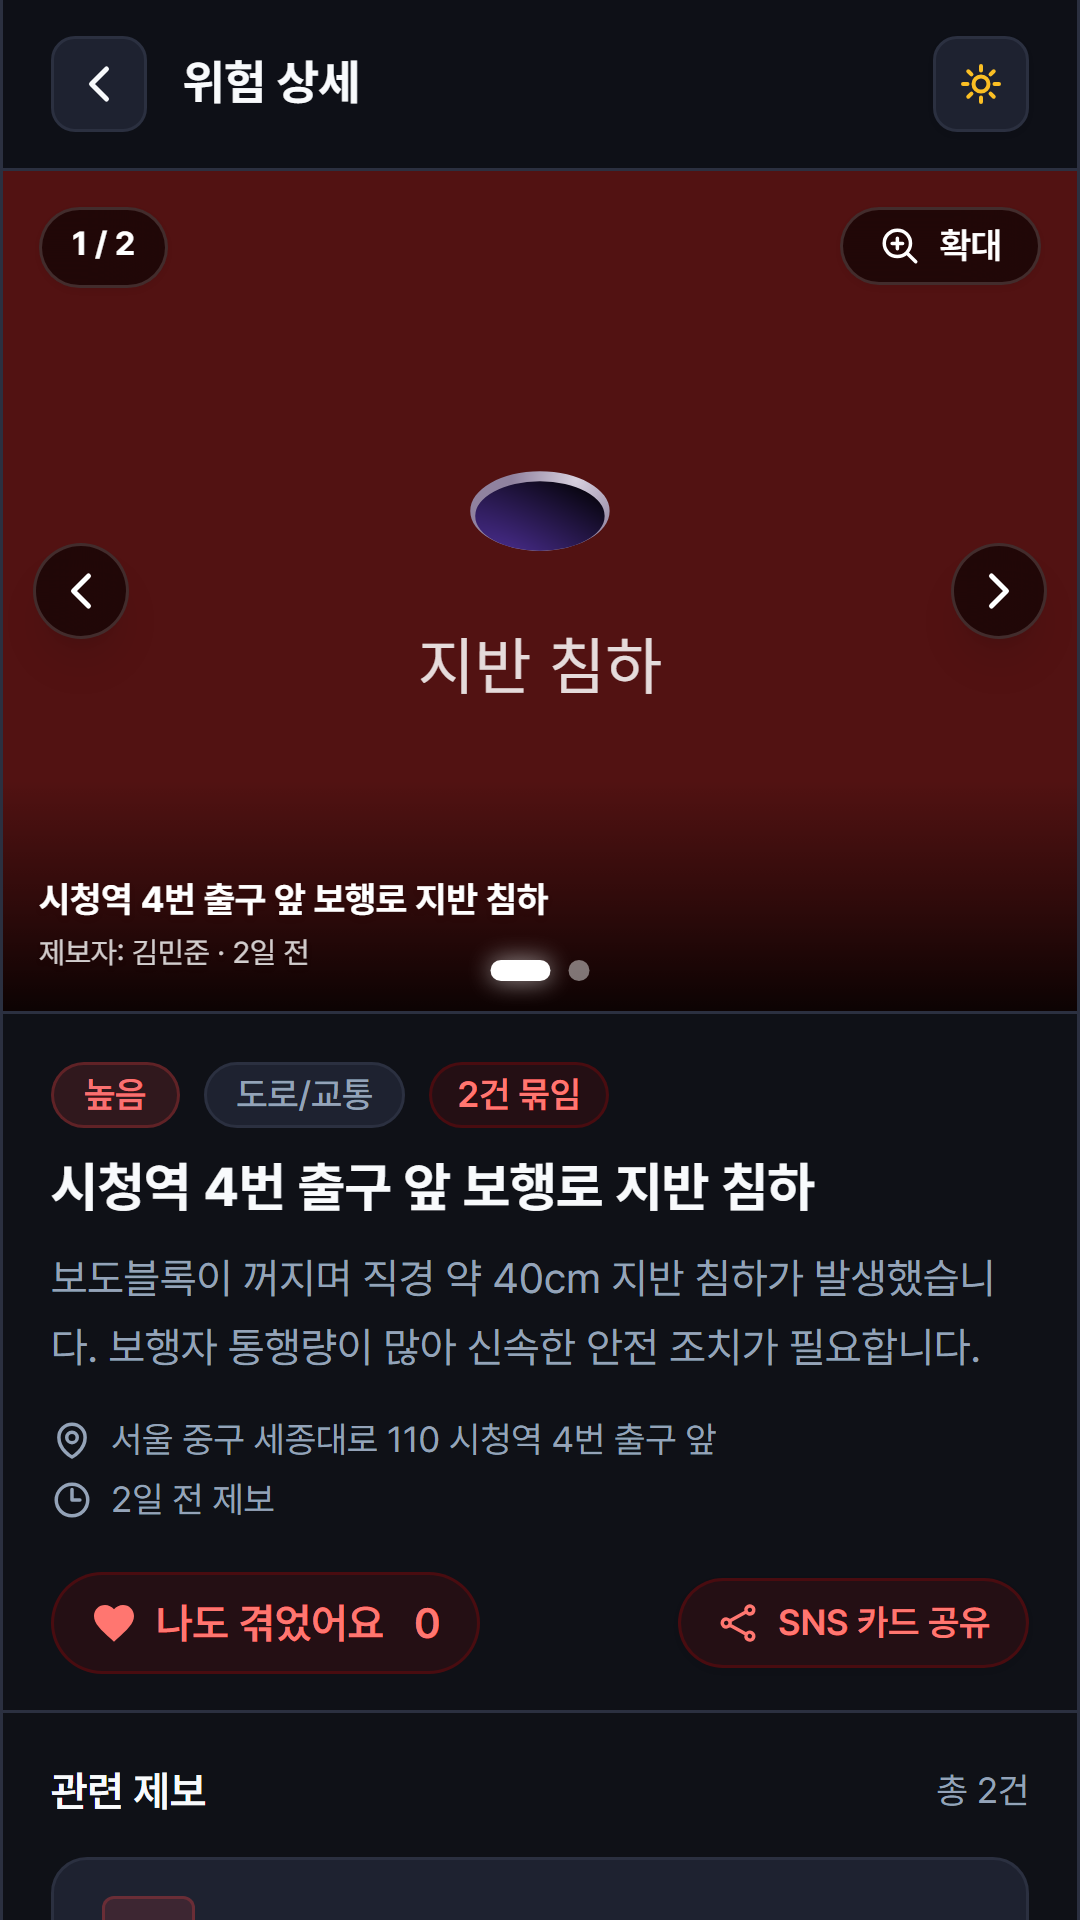 위험 상세
1 / 2
확대
지반 침하
시청역 4번 출구 앞 보행로 지반 침하
제보자: 김민준 · 2일 전
높음
도로/교통
2건 묶임
시청역 4번 출구 앞 보행로 지반 침하
보도블록이 꺼지며 직경 약 40cm 지반 침하가 발생했습니
다. 보행자 통행량이 많아 신속한 안전 조치가 필요합니다.
서울 중구 세종대로 110 시청역 4번 출구 앞
2일 전 제보
나도 겪었어요 0
SNS 카드 공유
관련 제보
총 2건